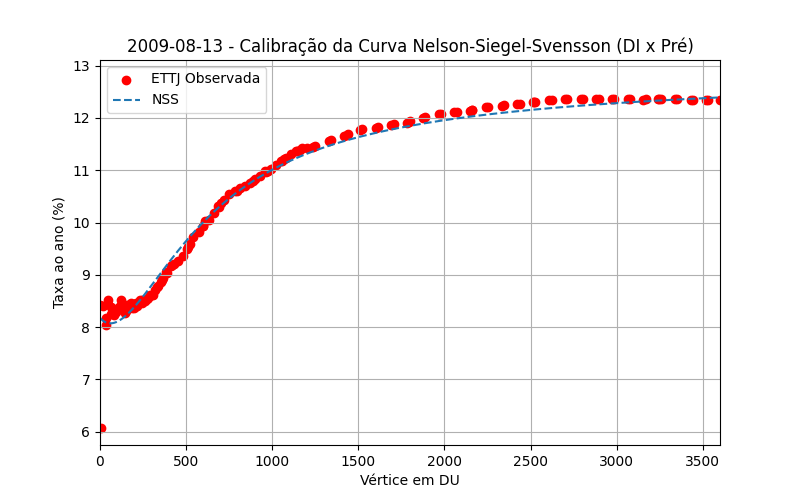 2009-08-13 - Calibração da Curva Nelson-Siegel-Svensson (DI x Pré)
ETTJ Observada
NSS
Taxa ao ano (%)
13
12
11
10
9
8
7
6
0 500 1000 1500 2000 2500 3000 3500
Vértice em DU